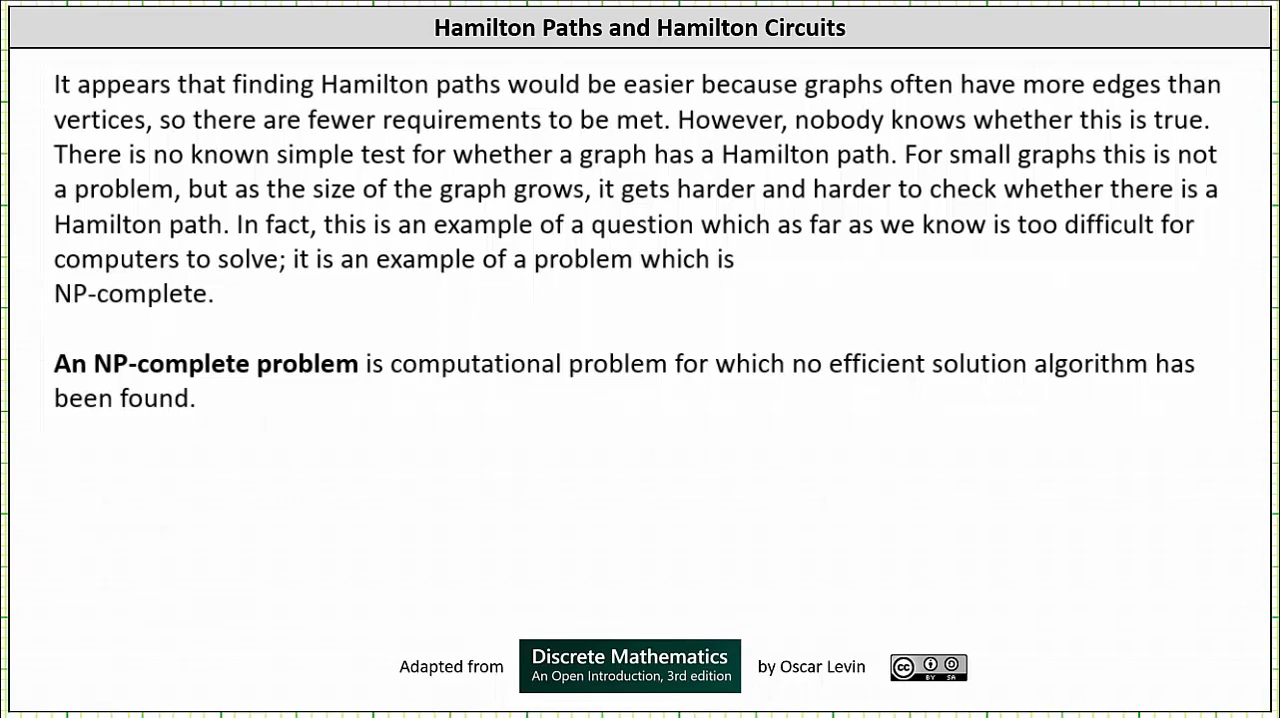 Hamilton Paths and Hamilton Circuits
It appears that finding Hamilton paths would be easier because graphs often have more edges than
vertices, so there are fewer requirements to be met. However, nobody knows whether this is true.
There is no known simple test for whether a graph has a Hamilton path. For small graphs this is not
a problem, but as the size of the graph grows, it gets harder and harder to check whether there is a
Hamilton path. In fact, this is an example of a question which as far as we know is too difficult for
computers to solve; it is an example of a problem which is
NP-complete.
An NP-complete problem is computational problem for which no efficient solution algorithm has
been found.
Adapted from
Discrete Mathematics
An Open Introduction, 3rd edition
by Oscar Levin
cc
BY SA